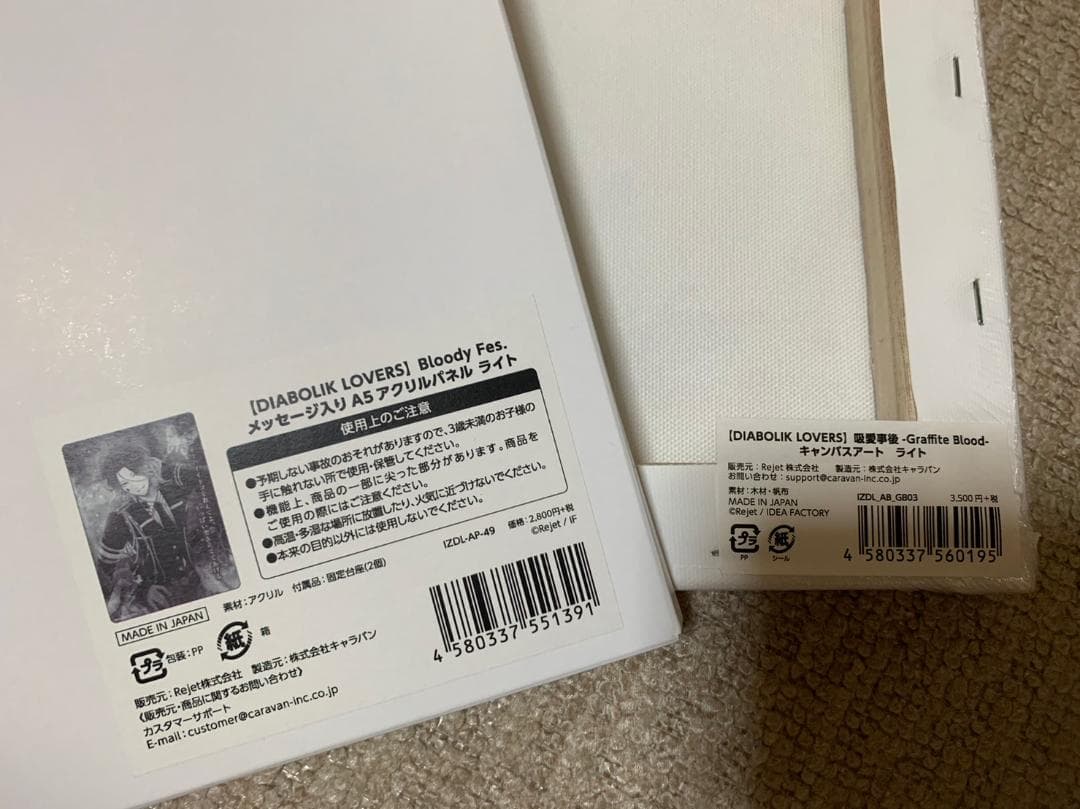 【DIABOLIK LOVERS】Bloody Fes.
メッセージ入り A5 アクリルパネル ライト
使用上のご注意
●予期しない事故のおそれがありますので、3歳未満のお子様の
手に触れない所で使用・保管してください。
●機能上、商品の一部に尖った部分があります。商品を
ご使用の際にはご注意ください。
●高温・多湿な場所に放置したり、火気に近づけないでください。
●本来の目的以外には使用しないでください。
IZDL-AP-49 価格：2,800円+税
©Rejet / IF
素材：アクリル 付属品：固定台座(2個)
MADE IN JAPAN
プラ 包装：PP 紙 箱
4 580337 551391
販売元：Rejet株式会社 製造元：株式会社キャラバン
《販売元・商品に関するお問い合わせ》
カスタマーサポート
E-mail：customer@caravan-inc.co.jp
【DIABOLIK LOVERS】吸愛事後 -Graffite Blood-
キャンバスアート ライト
販売元：Rejet 株式会社 製造元：株式会社キャラバン
お問い合わせ：support@caravan-inc.co.jp
素材：木材・帆布 IZDL_AB_GB03 3,500円+税
MADE IN JAPAN
©Rejet / IDEA FACTORY
プラ 紙
PP シール
4 580337 560195